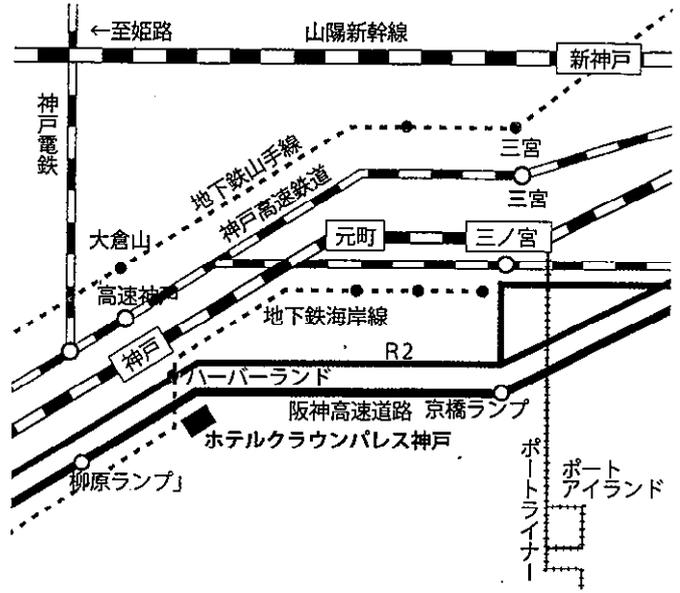 ←至姫路
山陽新幹線
新神戸
神戸電鉄
三宮
地下鉄山手線
神戸高速鉄道
三宮
大倉山
元町
三ノ宮
高速神戸
地下鉄海岸線
神戸
R2
ハーバーランド
阪神高速道路
京橋ランプ
ホテルクラウンパレス神戸
柳原ランプ
ポートライナー
ポート
アイランド